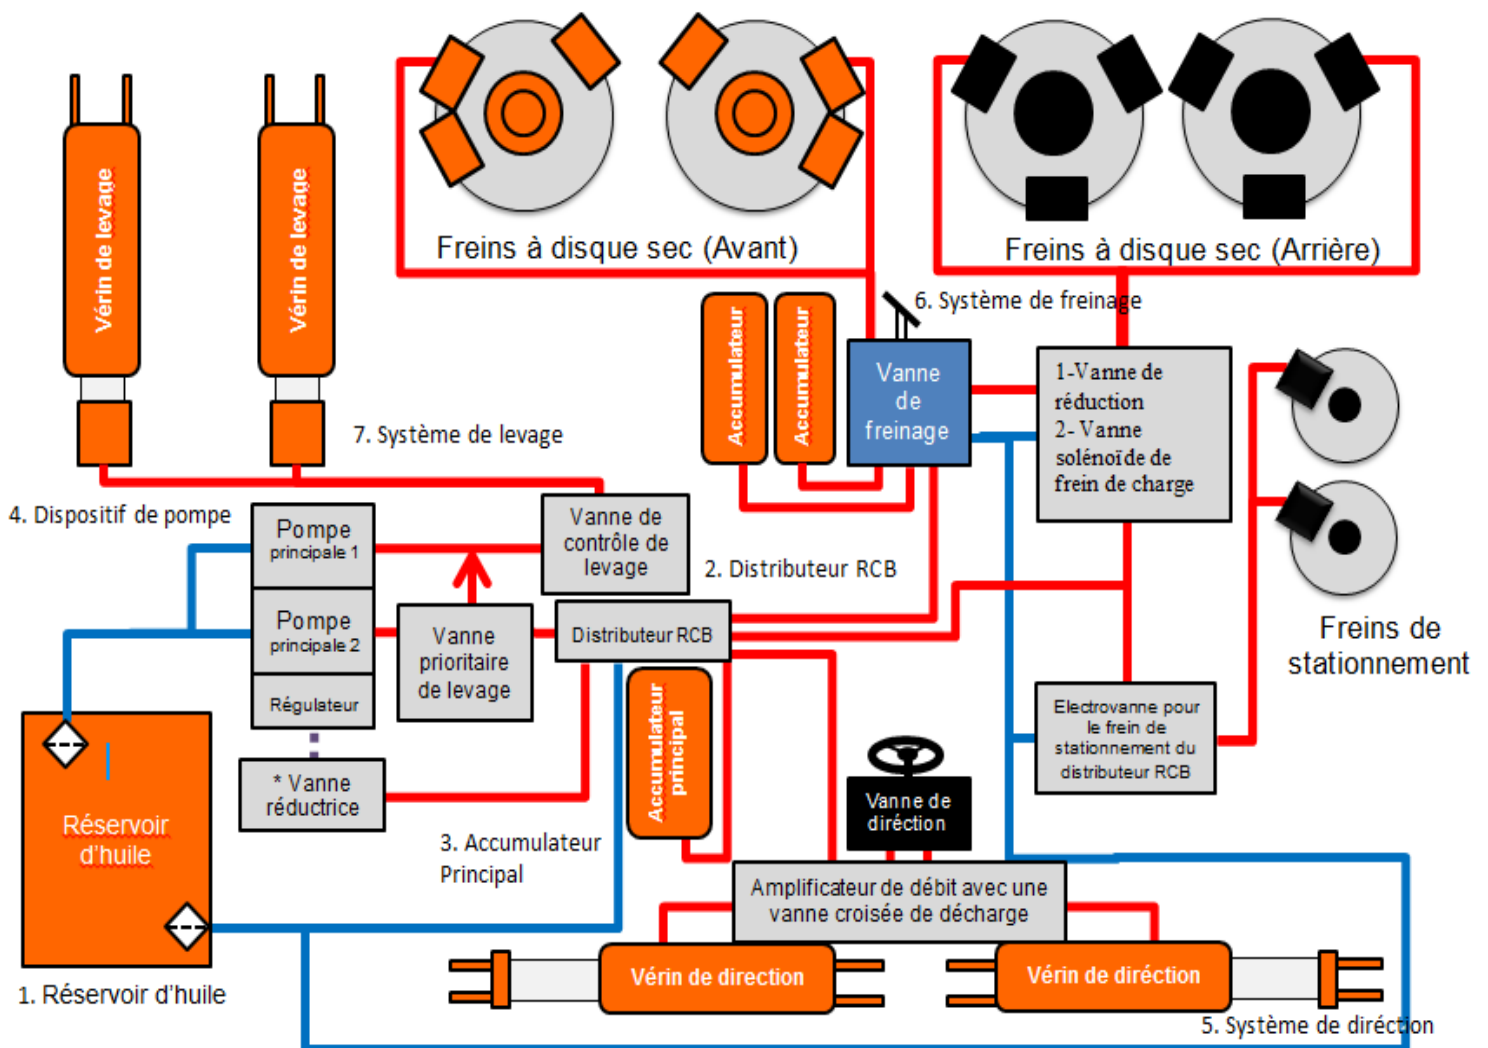 Vérin de levage
Vérin de levage
Freins à disque sec (Avant)
Freins à disque sec (Arrière)
Accumulateur
Accumulateur
6. Système de freinage
Vanne
de
freinage
1-Vanne de
réduction
2- Vanne
solénoïde de
frein de charge
7. Système de levage
4. Dispositif de pompe
Pompe
principale 1
Vanne de
contrôle de
levage
2. Distributeur RCB
Pompe
principale 2
Vanne
prioritaire
de levage
Distributeur RCB
Freins de
stationnement
Régulateur
Accumulateur
principal
Electrovanne pour
le frein de
stationnement du
distributeur RCB
* Vanne
réductrice
Vanne de
diréction
Réservoir
d'huile
3. Accumulateur
Principal
Amplificateur de débit avec une
vanne croisée de décharge
Vérin de direction
Vérin de diréction
1. Réservoir d'huile
5. Système de diréction